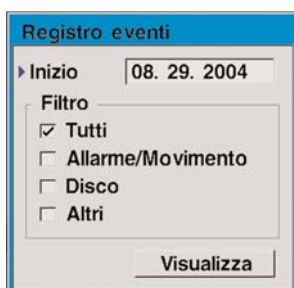 Registro eventi
Inizio 08. 29. 2004
Filtro
Tutti
Allarme/Movimento
Disco
Altri
Visualizza